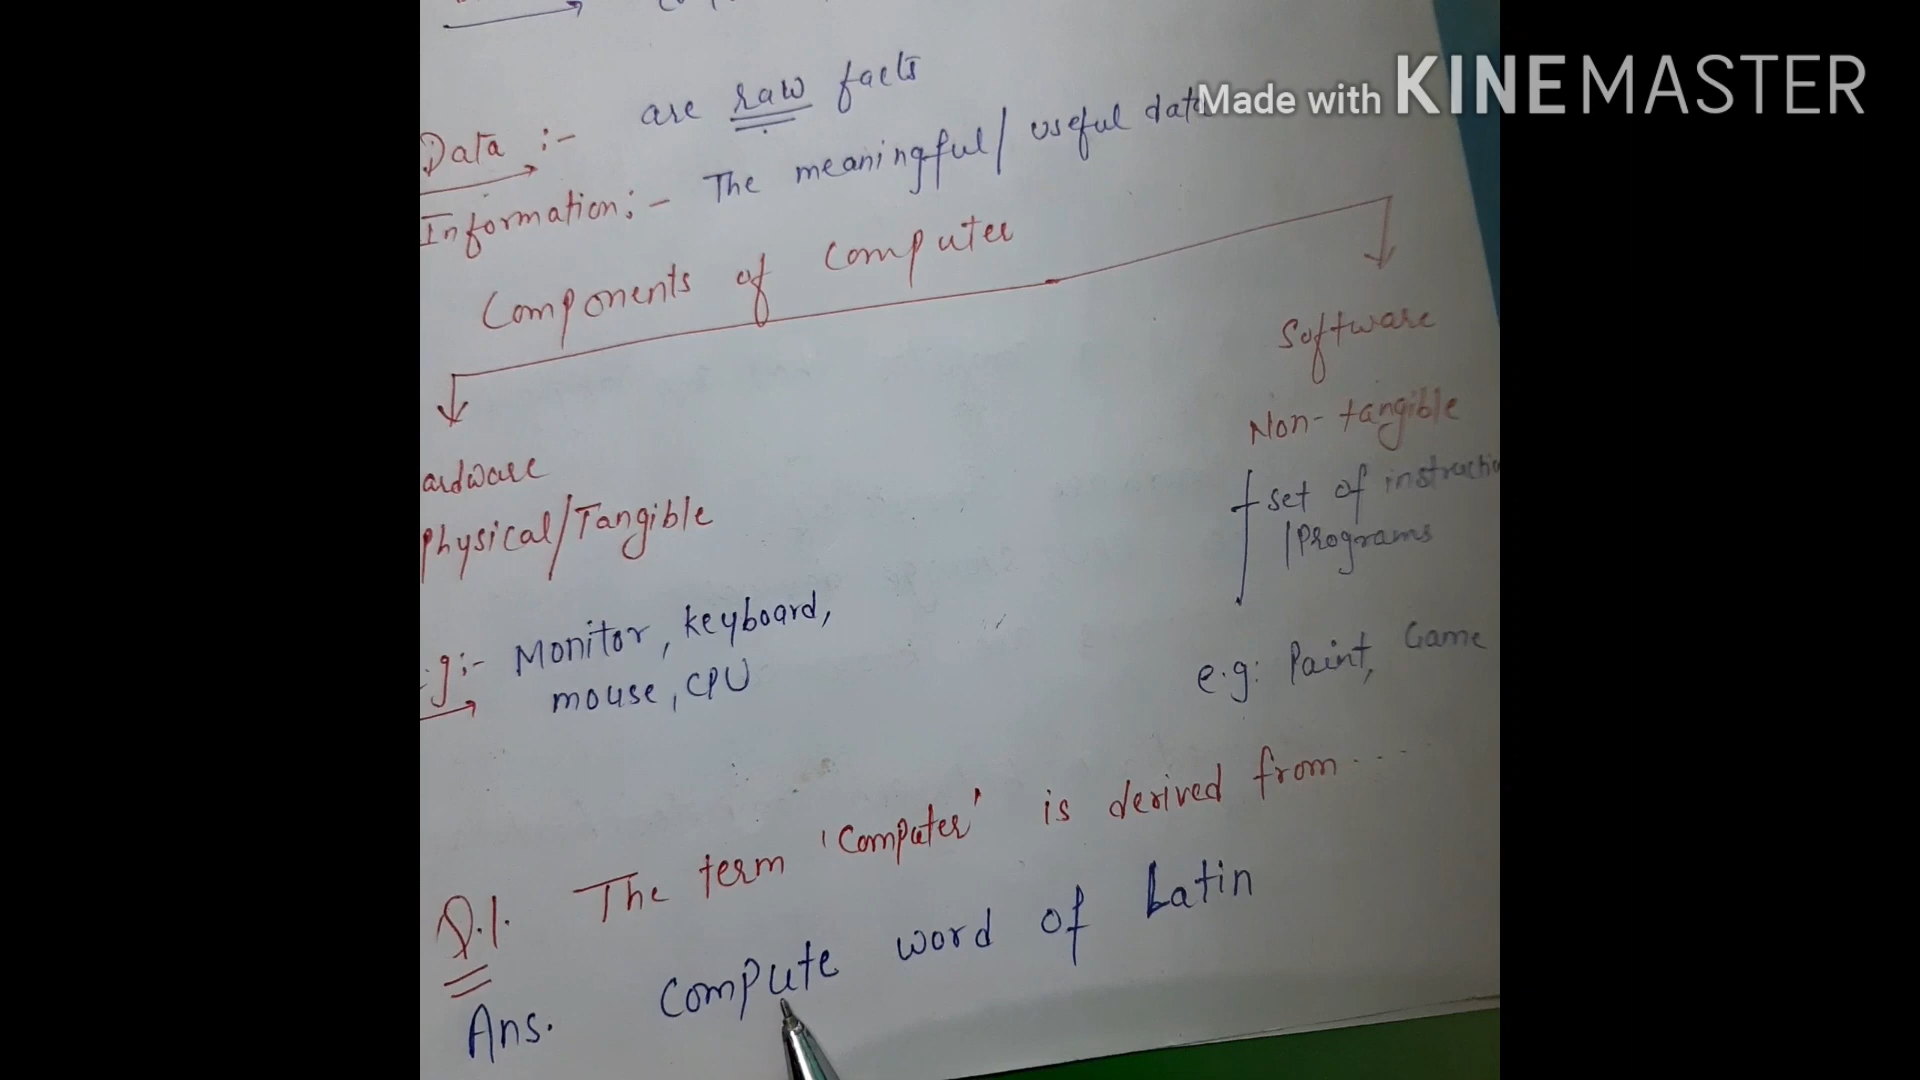 Made with KINEMASTER
Data :- are raw facts
Information:- The meaningful/useful data
Components of Computer
ardware
Physical/Tangible
.g:- Monitor, keyboard,
mouse, CPU
Software
Non-tangible
set of instructio
/Programs
e.g: Paint, Game
Q.1. The term 'Computer' is derived from...
Ans. Compute word of Latin